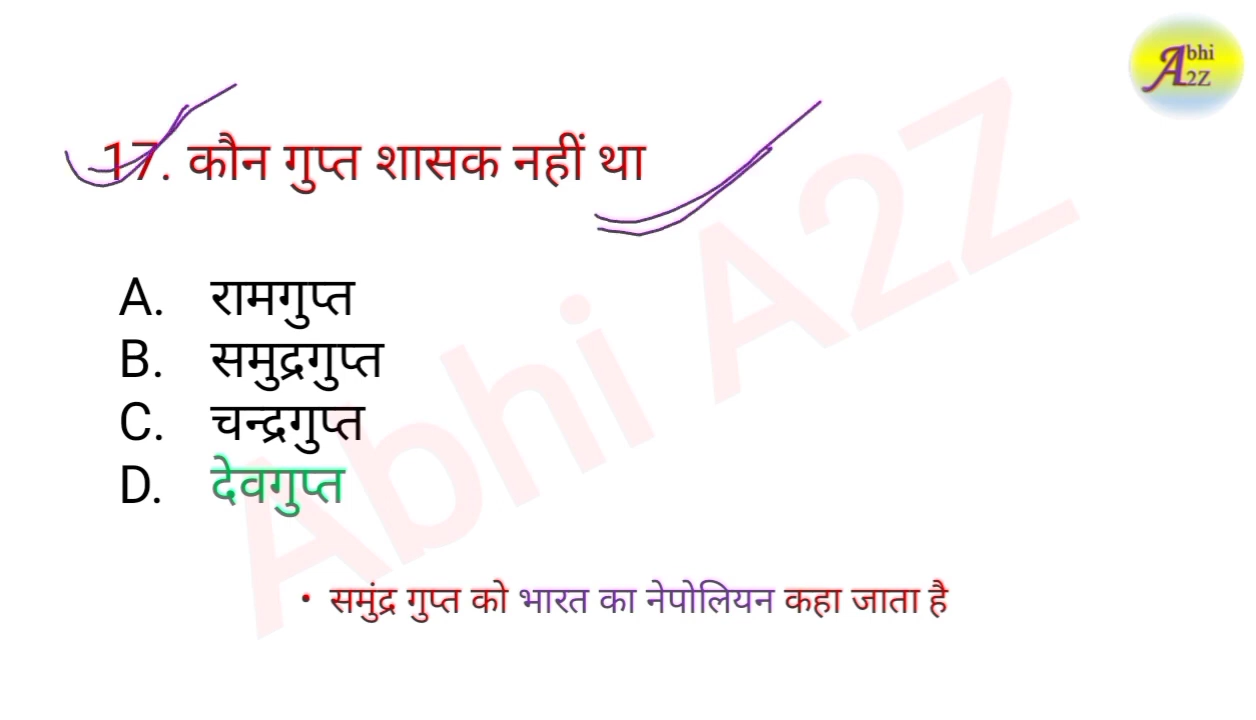 Abhi
A2Z
17. कौन गुप्त शासक नहीं था
A. रामगुप्त
B. समुद्रगुप्त
C. चन्द्रगुप्त
D. देवगुप्त
• समुंद्र गुप्त को भारत का नेपोलियन कहा जाता है
Abhi A2Z